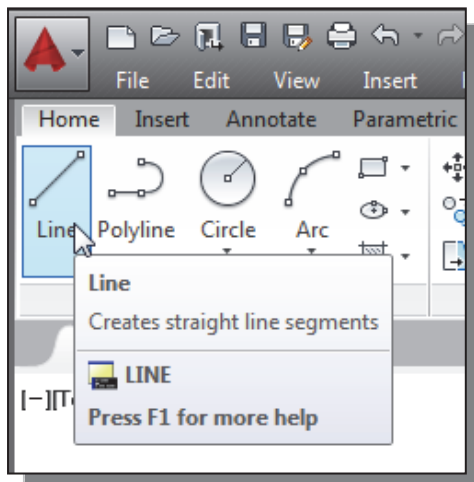 File Edit View Insert
Home Insert Annotate Parametric
Line Polyline Circle Arc
Line
Creates straight line segments
LINE
[−][T
Press F1 for more help